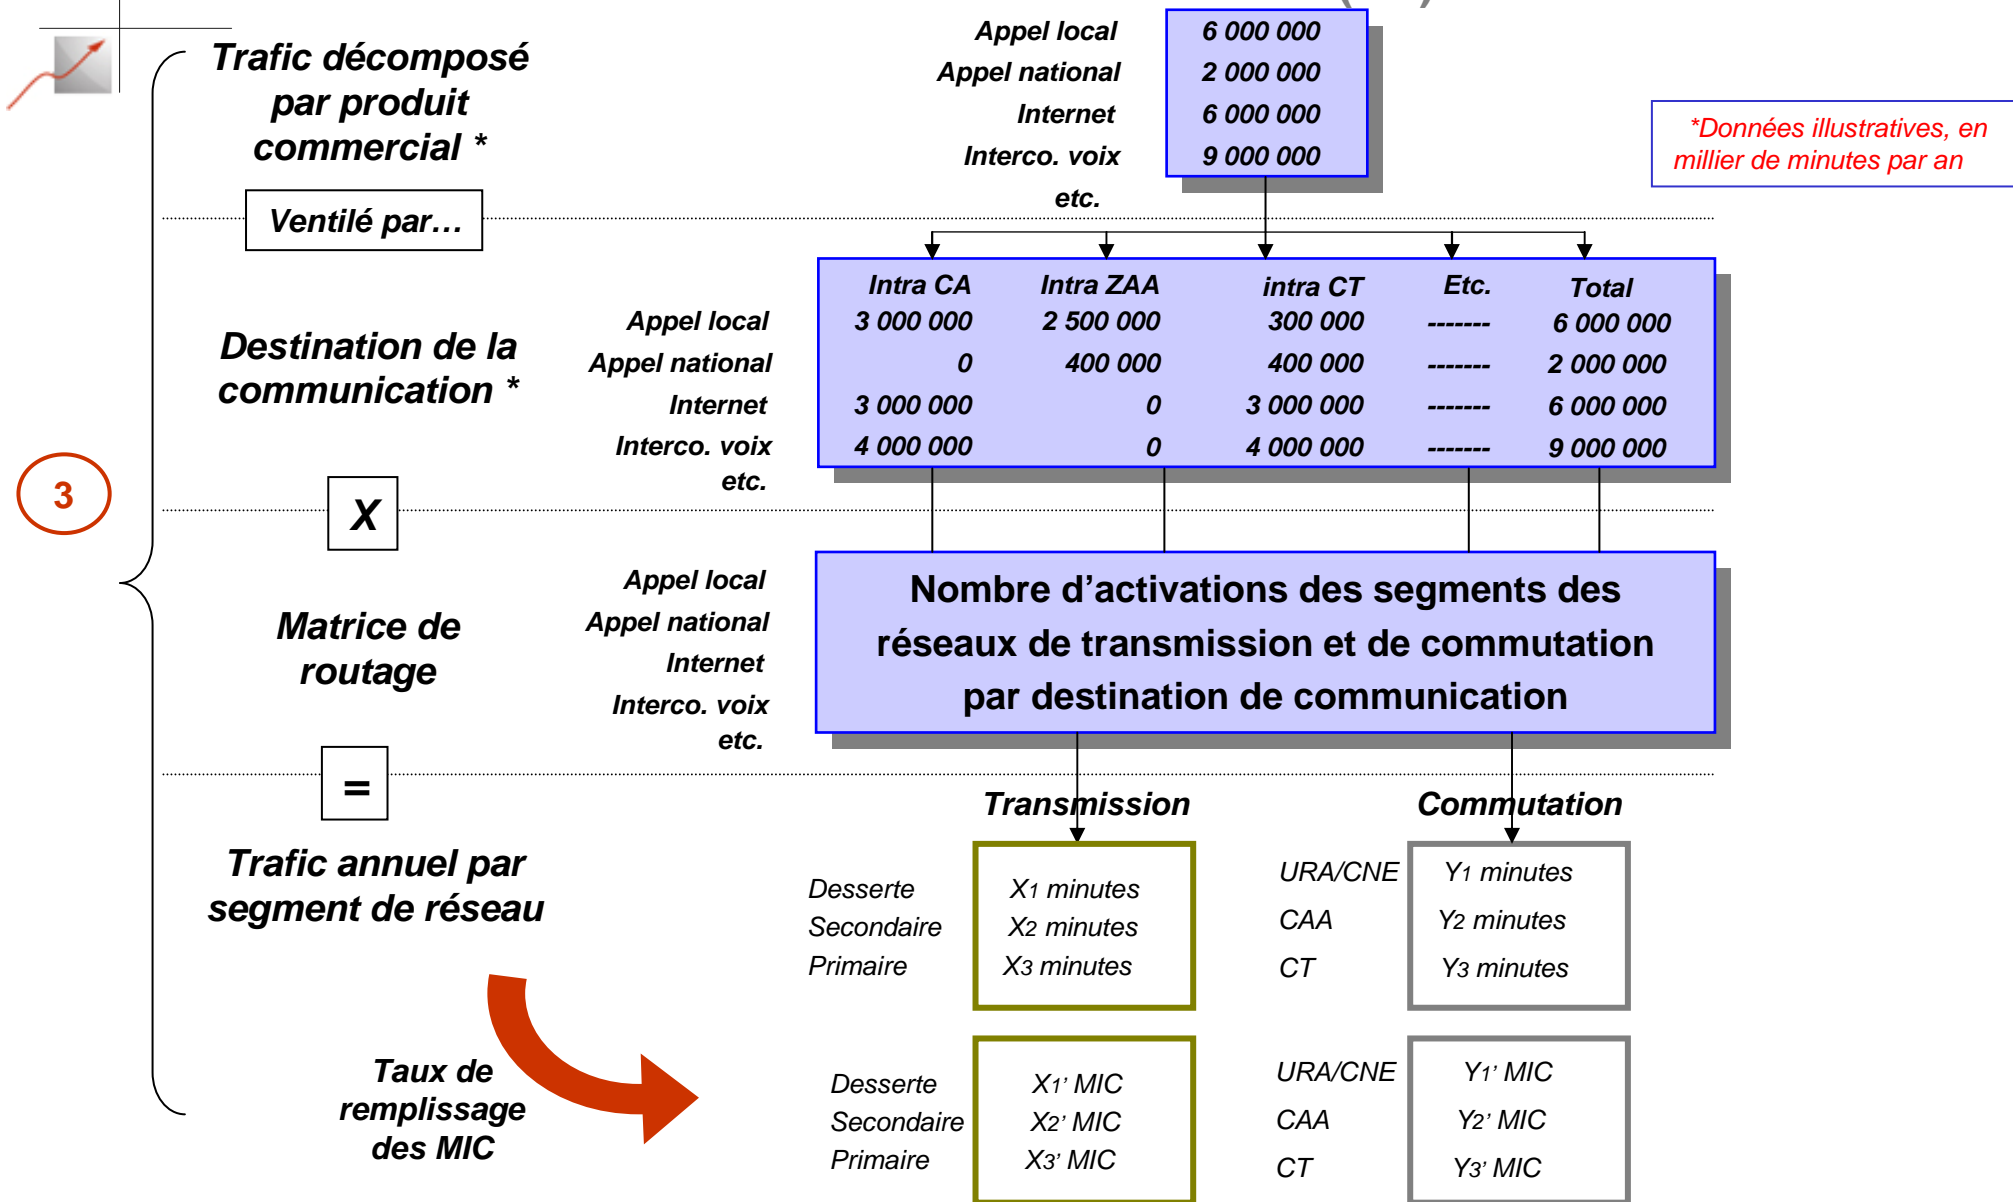 Trafic décomposé
par produit
commercial *
Appel local 6 000 000
Appel national 2 000 000
Internet 6 000 000
Interco. voix 9 000 000
etc.
*Données illustratives, en
millier de minutes par an
Ventilé par…
Intra CA Intra ZAA intra CT Etc. Total
Appel local 3 000 000 2 500 000 300 000 ------- 6 000 000
Appel national 0 400 000 400 000 ------- 2 000 000
Internet 3 000 000 0 3 000 000 ------- 6 000 000
Interco. voix 4 000 000 0 4 000 000 ------- 9 000 000
etc.
Destination de la
communication *
3
X
Matrice de
routage
Appel local
Appel national
Internet
Interco. voix
etc.
Nombre d’activations des segments des
réseaux de transmission et de commutation
par destination de communication
=
Trafic annuel par
segment de réseau
Transmission
Desserte X1 minutes
Secondaire X2 minutes
Primaire X3 minutes
Commutation
URA/CNE Y1 minutes
CAA Y2 minutes
CT Y3 minutes
Taux de
remplissage
des MIC
Desserte X1’ MIC
Secondaire X2’ MIC
Primaire X3’ MIC
URA/CNE Y1’ MIC
CAA Y2’ MIC
CT Y3’ MIC